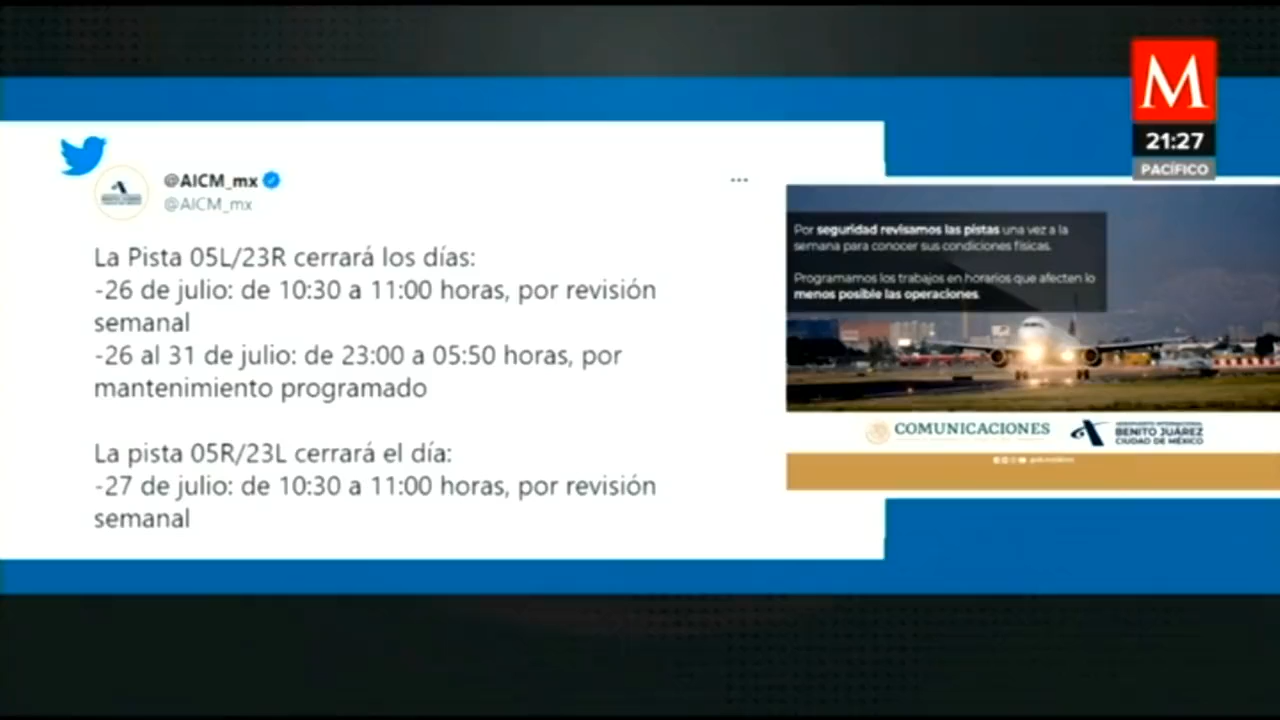 M
21:27
PACÍFICO
@AICM_mx
@AICM_mx
La Pista 05L/23R cerrará los días:
-26 de julio: de 10:30 a 11:00 horas, por revisión
semanal
-26 al 31 de julio: de 23:00 a 05:50 horas, por
mantenimiento programado
La pista 05R/23L cerrará el día:
-27 de julio: de 10:30 a 11:00 horas, por revisión
semanal
Por seguridad revisamos las pistas una vez a la
semana para conocer sus condiciones físicas.
Programamos los trabajos en horarios que afecten lo
menos posible las operaciones.
COMUNICACIONES
AEROPUERTO INTERNACIONAL
BENITO JUÁREZ
CIUDAD DE MÉXICO